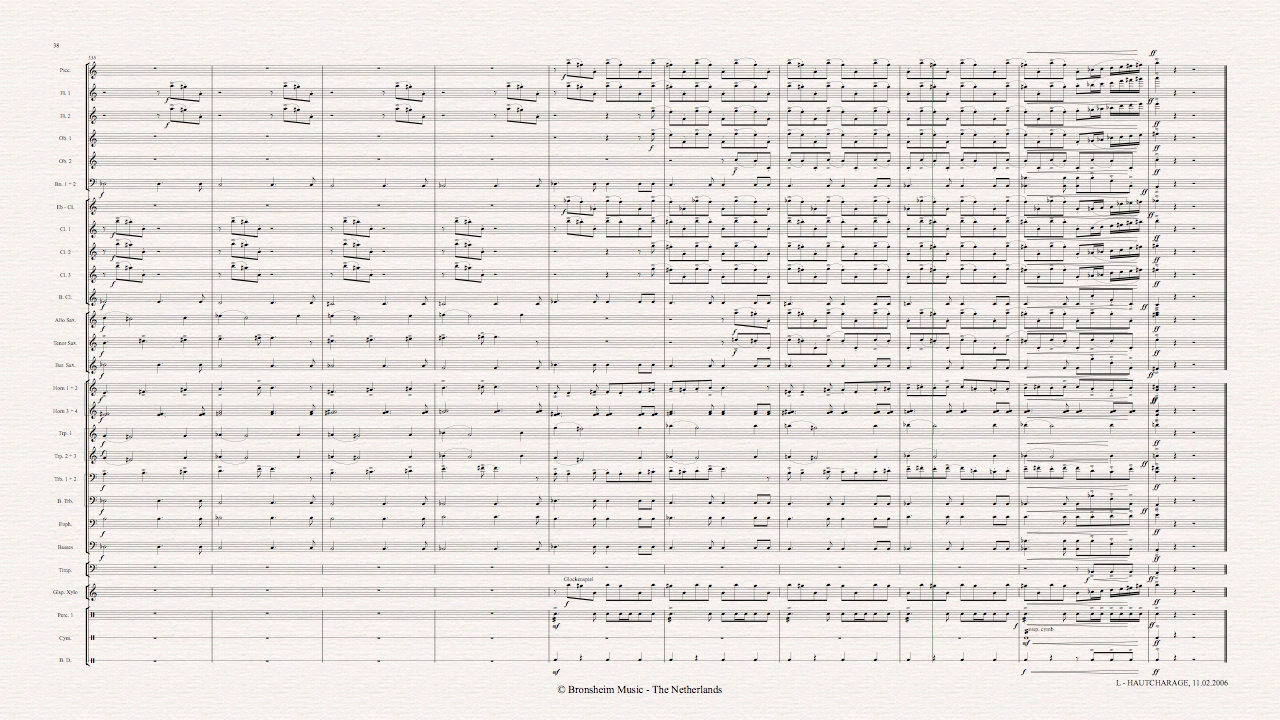 38
138
Picc.
Fl. 1
Fl. 2
Ob. 1
Ob. 2
Bn. 1 + 2
Eb - Cl.
Cl. 1
Cl. 2
Cl. 3
B. Cl.
Alto Sax.
Tenor Sax.
Bar. Sax.
Horn 1 + 2
Horn 3 + 4
Trp. 1
Trp. 2 + 3
Trb. 1 + 2
B. Trb.
Euph.
Basses
Timp.
Glockenspiel
Glsp. Xylo
Perc. 1
susp. cymb.
Cym.
B. D.
L - HAUTCHARAGE, 11.02.2006
© Bronsheim Music - The Netherlands